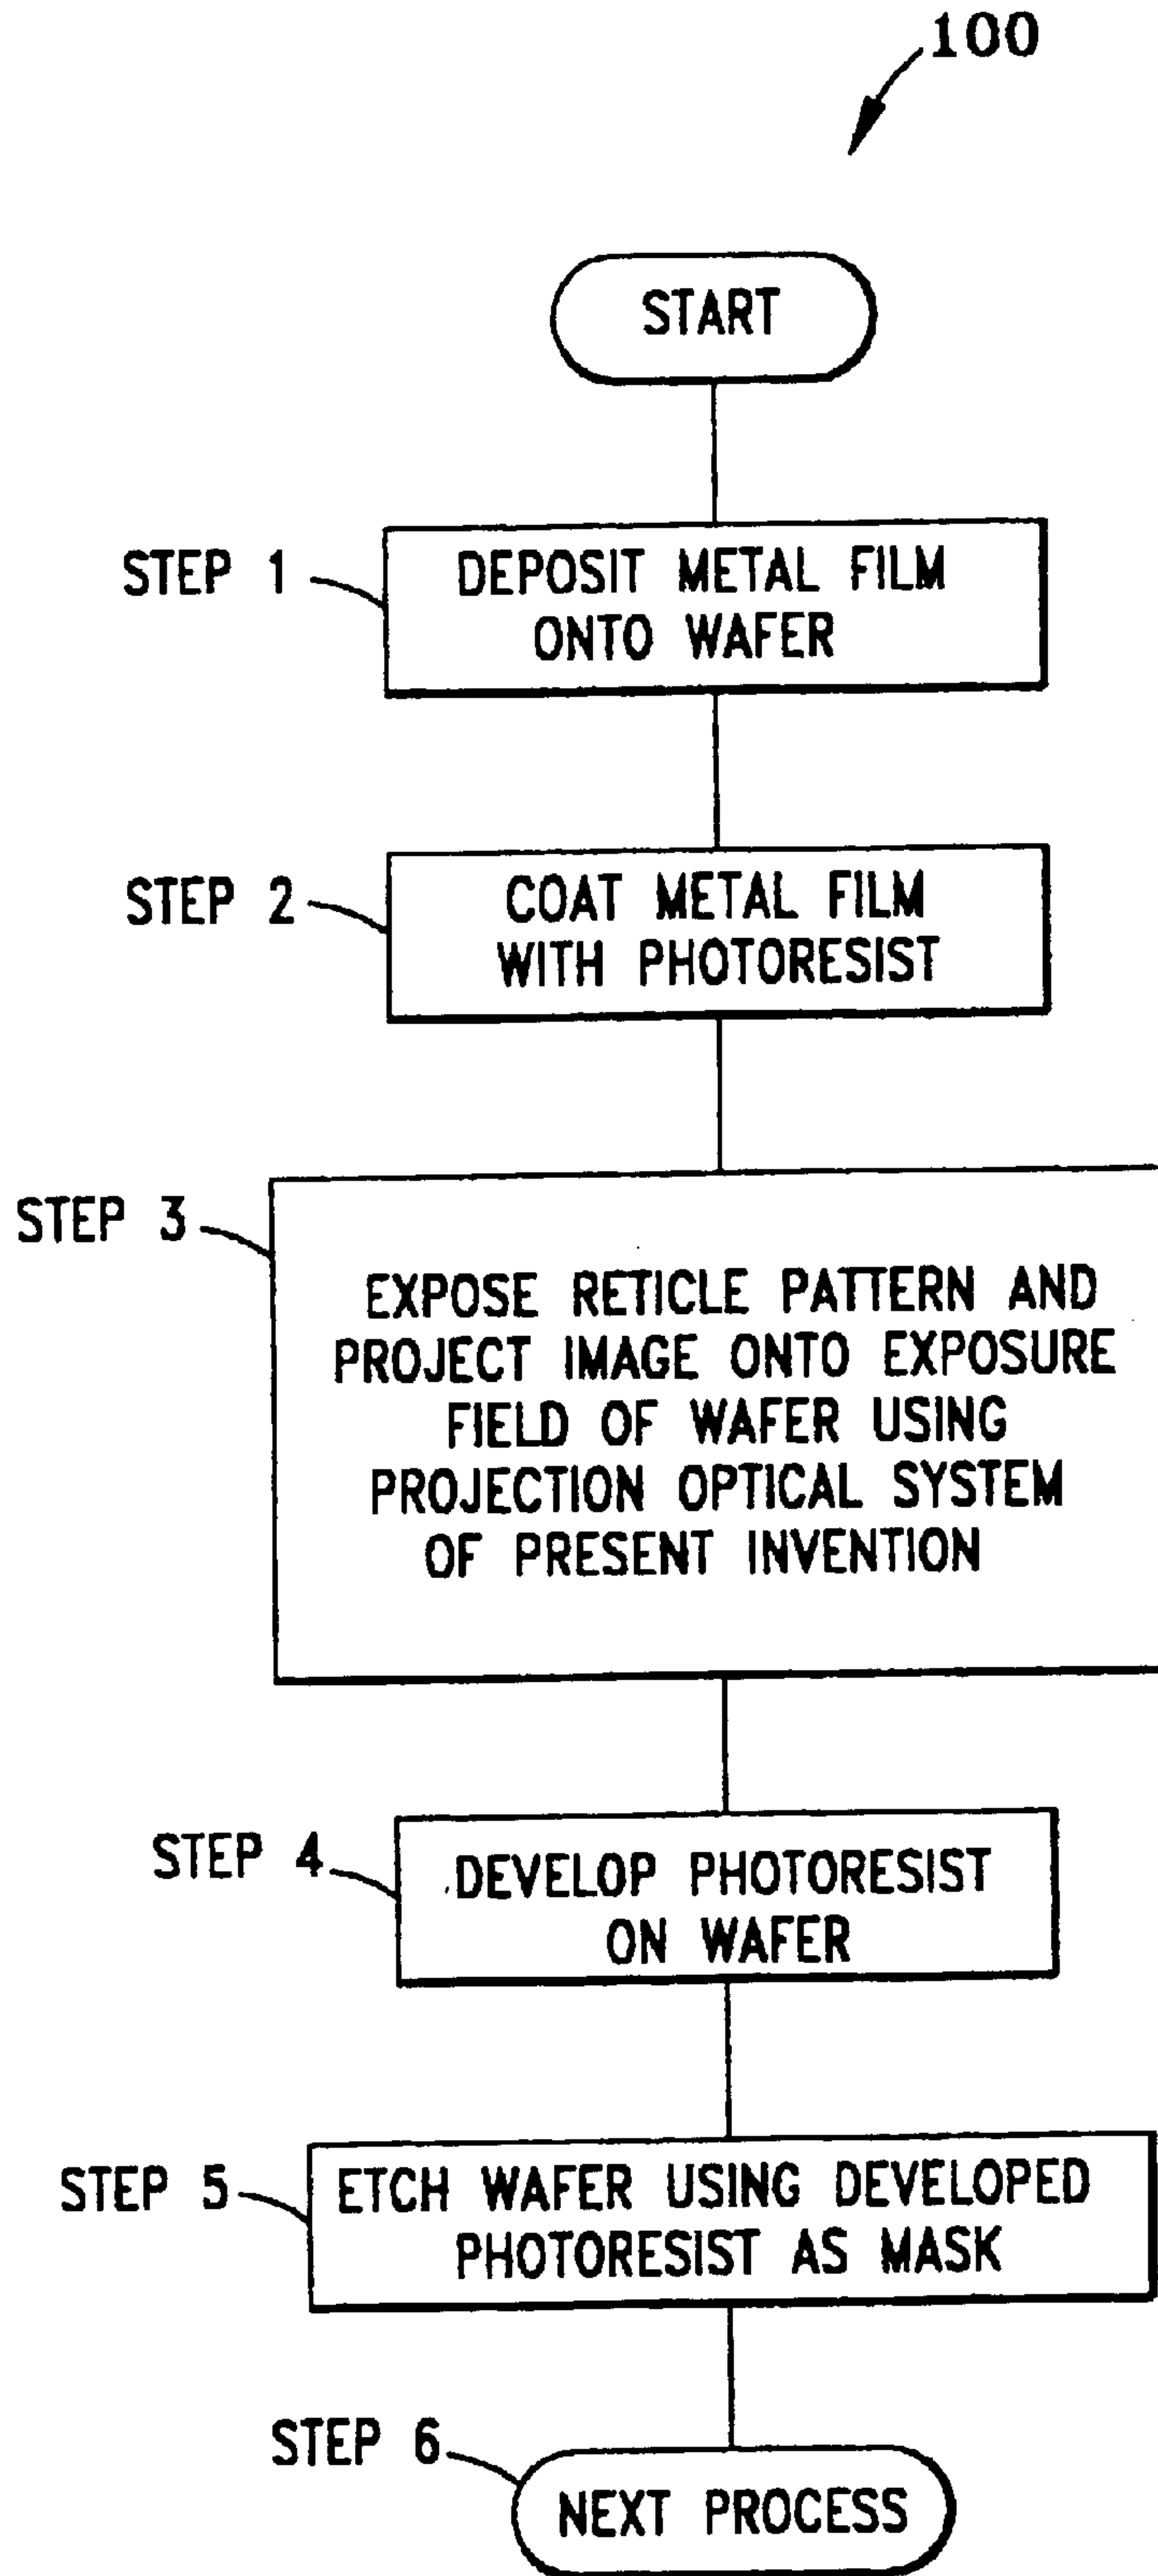 100
START
STEP 1
DEPOSIT METAL FILM
ONTO WAFER
STEP 2
COAT METAL FILM
WITH PHOTORESIST
STEP 3
EXPOSE RETICLE PATTERN AND
PROJECT IMAGE ONTO EXPOSURE
FIELD OF WAFER USING
PROJECTION OPTICAL SYSTEM
OF PRESENT INVENTION
STEP 4
DEVELOP PHOTORESIST
ON WAFER
STEP 5
ETCH WAFER USING DEVELOPED
PHOTORESIST AS MASK
STEP 6
NEXT PROCESS